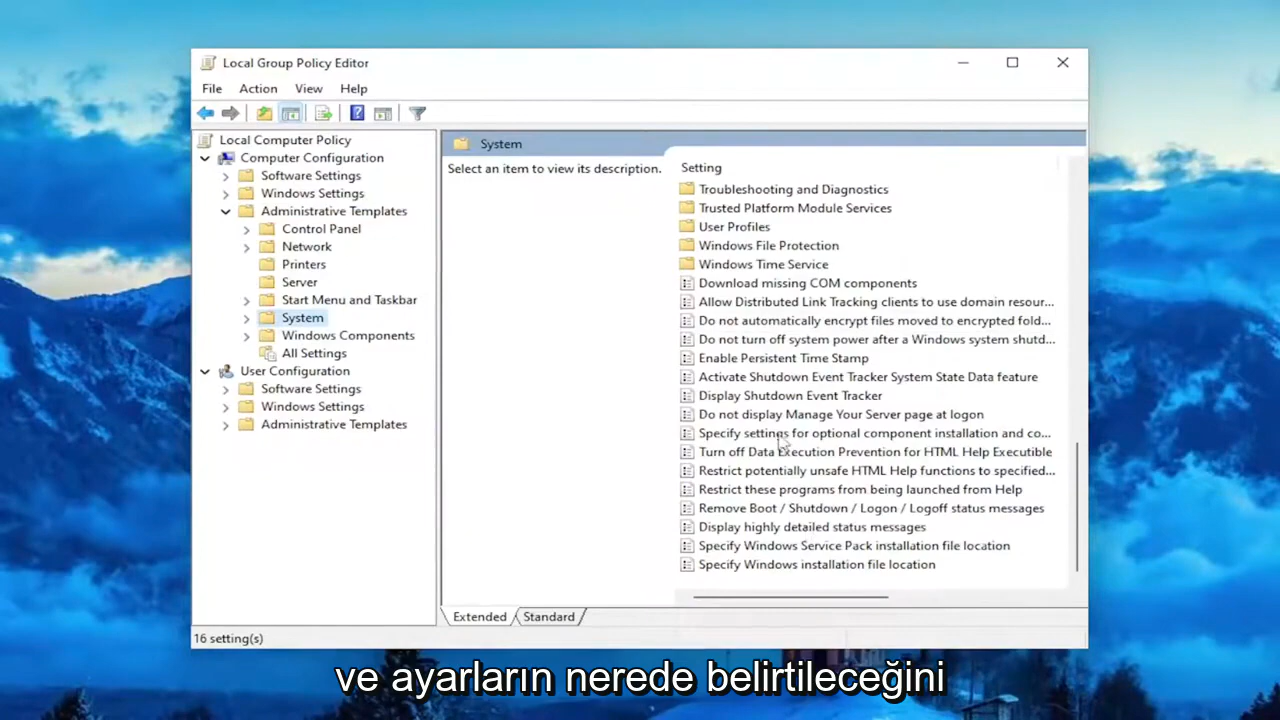 Local Group Policy Editor
File Action View Help
Local Computer Policy
Computer Configuration
Software Settings
Windows Settings
Administrative Templates
Control Panel
Network
Printers
Server
Start Menu and Taskbar
System
Windows Components
All Settings
User Configuration
Software Settings
Windows Settings
Administrative Templates
System
Select an item to view its description.
Setting
Troubleshooting and Diagnostics
Trusted Platform Module Services
User Profiles
Windows File Protection
Windows Time Service
Download missing COM components
Allow Distributed Link Tracking clients to use domain resour...
Do not automatically encrypt files moved to encrypted fold...
Do not turn off system power after a Windows system shutd...
Enable Persistent Time Stamp
Activate Shutdown Event Tracker System State Data feature
Display Shutdown Event Tracker
Do not display Manage Your Server page at logon
Specify settings for optional component installation and co...
Turn off Data Execution Prevention for HTML Help Executible
Restrict potentially unsafe HTML Help functions to specified...
Restrict these programs from being launched from Help
Remove Boot / Shutdown / Logon / Logoff status messages
Display highly detailed status messages
Specify Windows Service Pack installation file location
Specify Windows installation file location
Extended Standard
16 setting(s)
ve ayarların nerede belirtileceğini